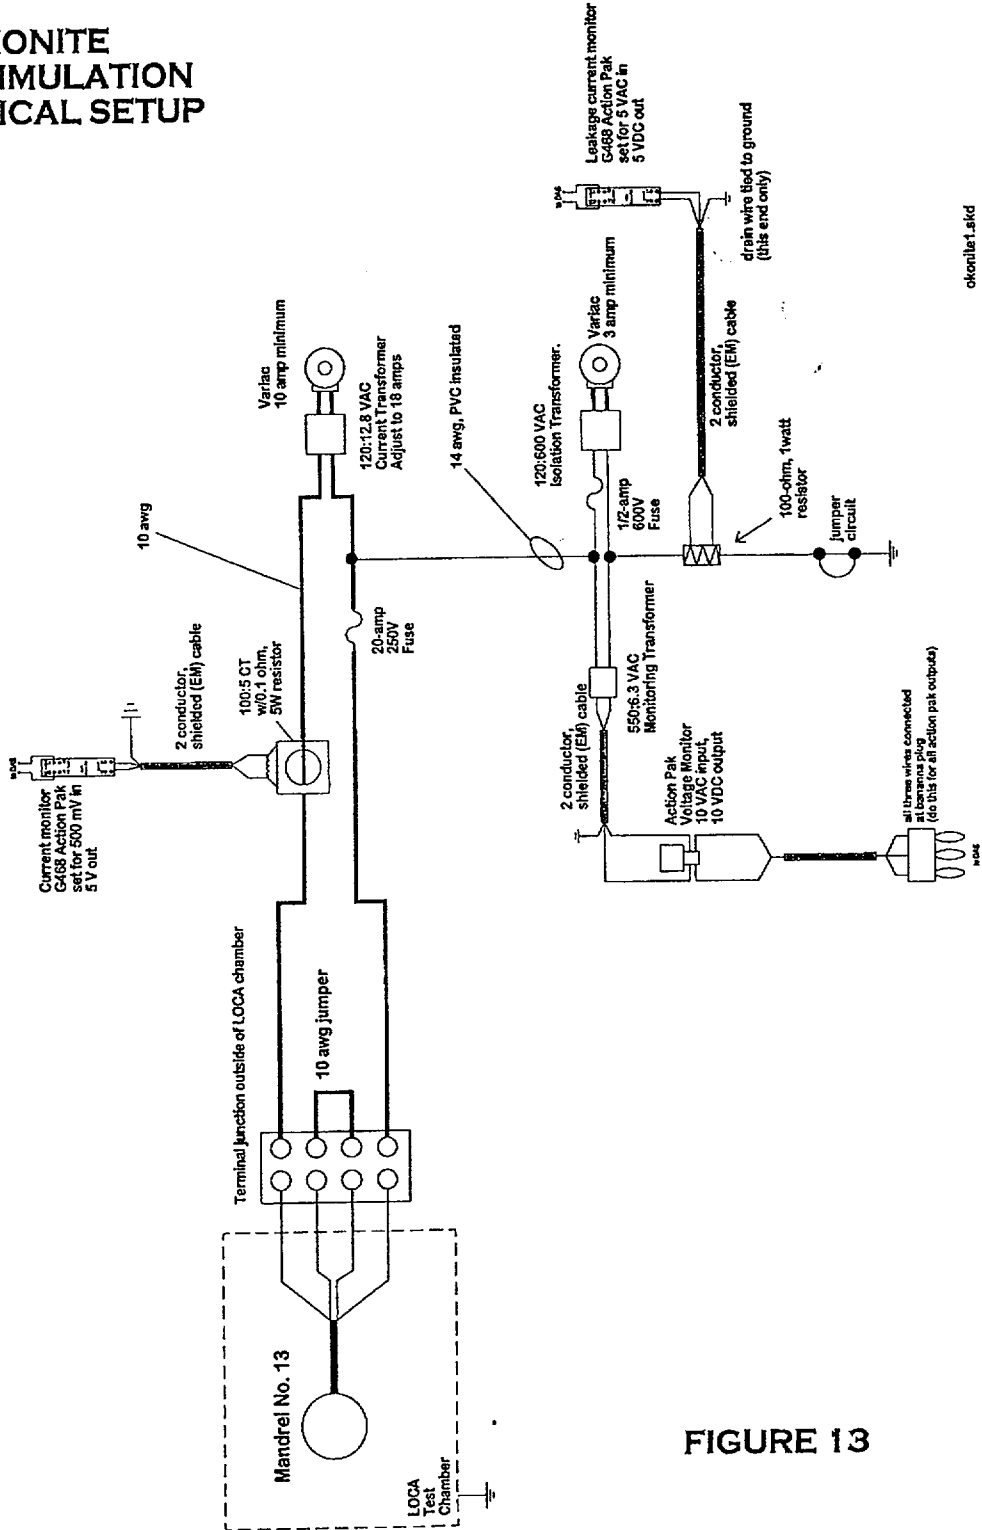 ONITE
IMULATION
ICAL SETUP
Leakage current monitor
G468 Action Pak
set for 5 VAC in
5 VDC out
to DAS
drain wire tied to ground
(this end only)
okonite1.skd
Variac
10 amp minimum
120:12.8 VAC
Current Transformer
Adjust to 18 amps
14 awg, PVC insulated
Variac
3 amp minimum
120:600 VAC
Isolation Transformer.
1/2-amp
600V
Fuse
2 conductor,
shielded (EM) cable
100-ohm, 1watt
resistor
jumper
circuit
10 awg
20-amp
250V
Fuse
2 conductor,
shielded (EM) cable
100:5 CT
w/0.1 ohm,
5W resistor
to DAS
Current monitor
G468 Action Pak
set for 500 mV in
5 V out
550:6.3 VAC
Monitoring Transformer
2 conductor,
shielded (EM) cable
Action Pak
Voltage Monitor
10 VAC input,
10 VDC output
all three wires connected
at banana plug
(do this for all action pak outputs)
to DAS
Terminal junction outside of LOCA chamber
10 awg jumper
Mandrel No. 13
LOCA
Test
Chamber
FIGURE 13